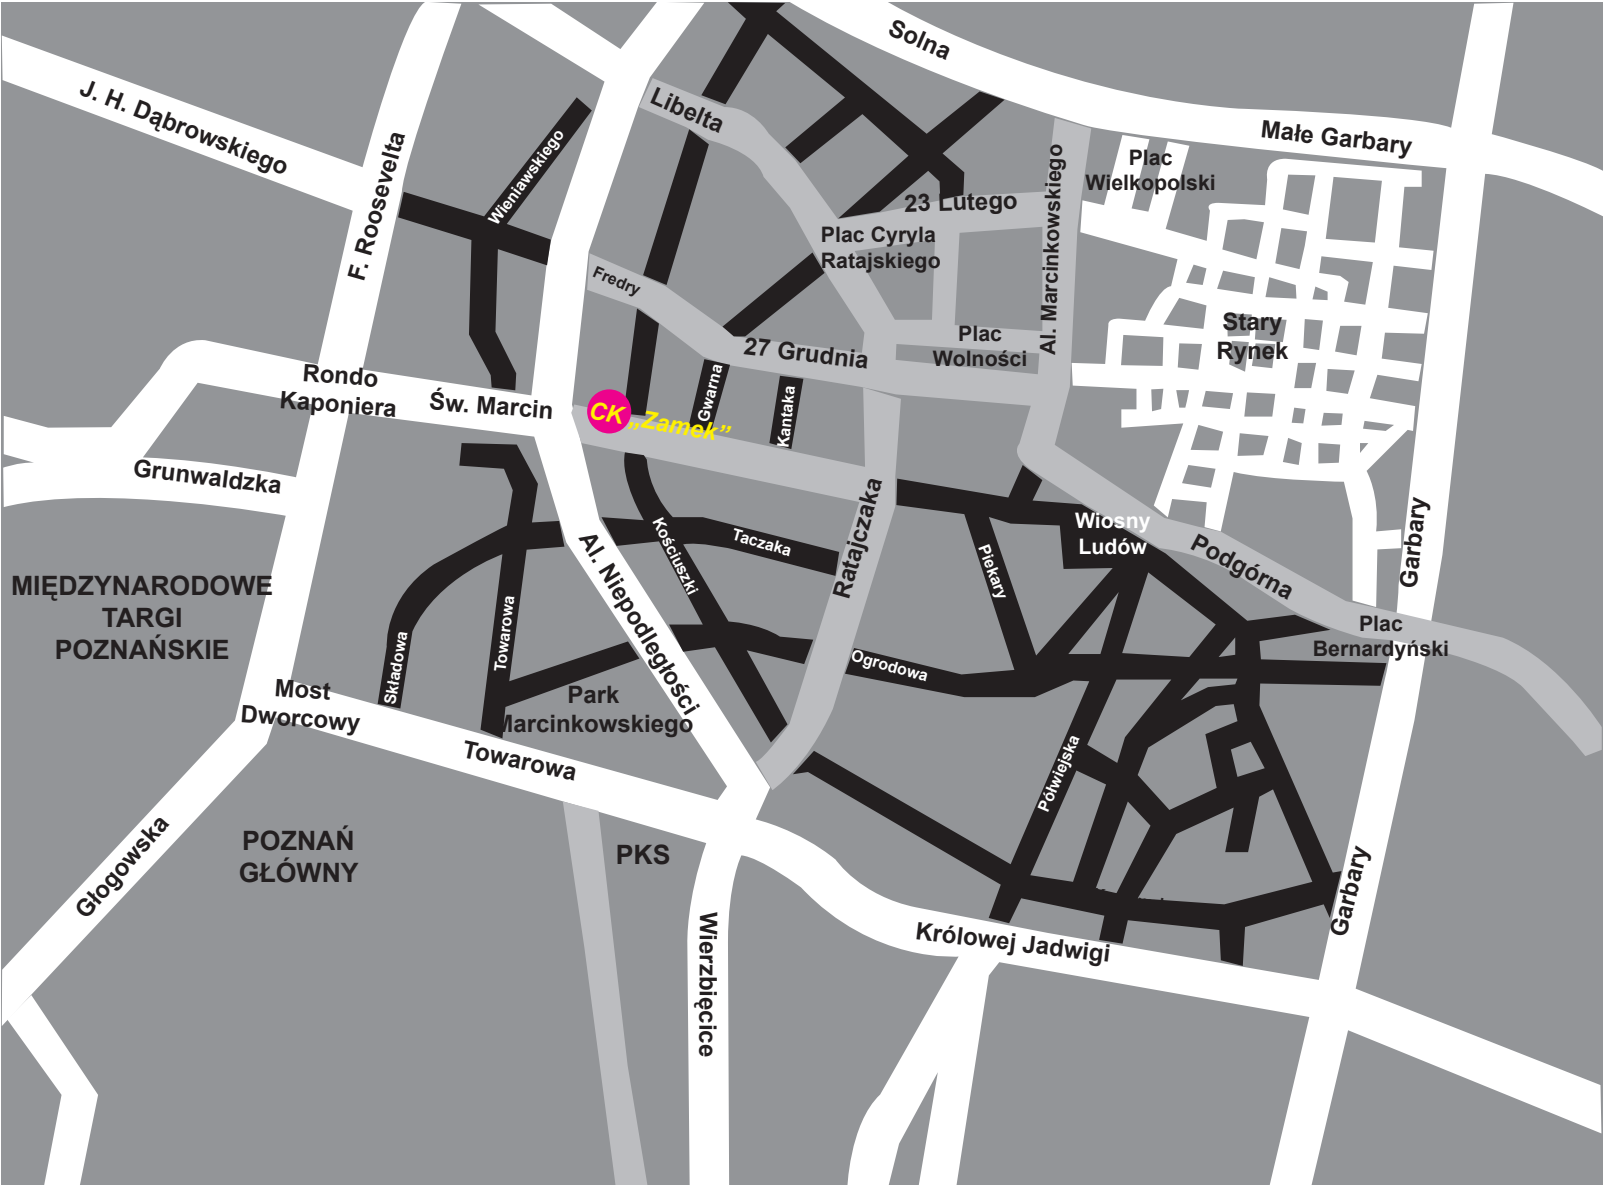 Solna
J. H. Dąbrowskiego
Libelta
Małe Garbary
F. Roosevelta
Wieniawskiego
Al. Marcinkowskiego
Plac
Wielkopolski
23 Lutego
Plac Cyryla
Ratajskiego
Fredry
27 Grudnia
Plac
Wolności
Stary
Rynek
Rondo
Kaponiera
Św. Marcin
CK „Zamek”
Gwarna
Kantaka
Grunwaldzka
Ratajczaka
Wiosny
Ludów
Podgórna
Garbary
Kościuszki
Taczaka
Piekary
Al. Niepodległości
MIĘDZYNARODOWE
TARGI
POZNAŃSKIE
Składowa
Towarowa
Ogrodowa
Plac
Bernardyński
Most
Dworcowy
Park
Marcinkowskiego
Towarowa
Półwiejska
Głogowska
POZNAŃ
GŁÓWNY
PKS
Garbary
Wierzbięcice
Królowej Jadwigi